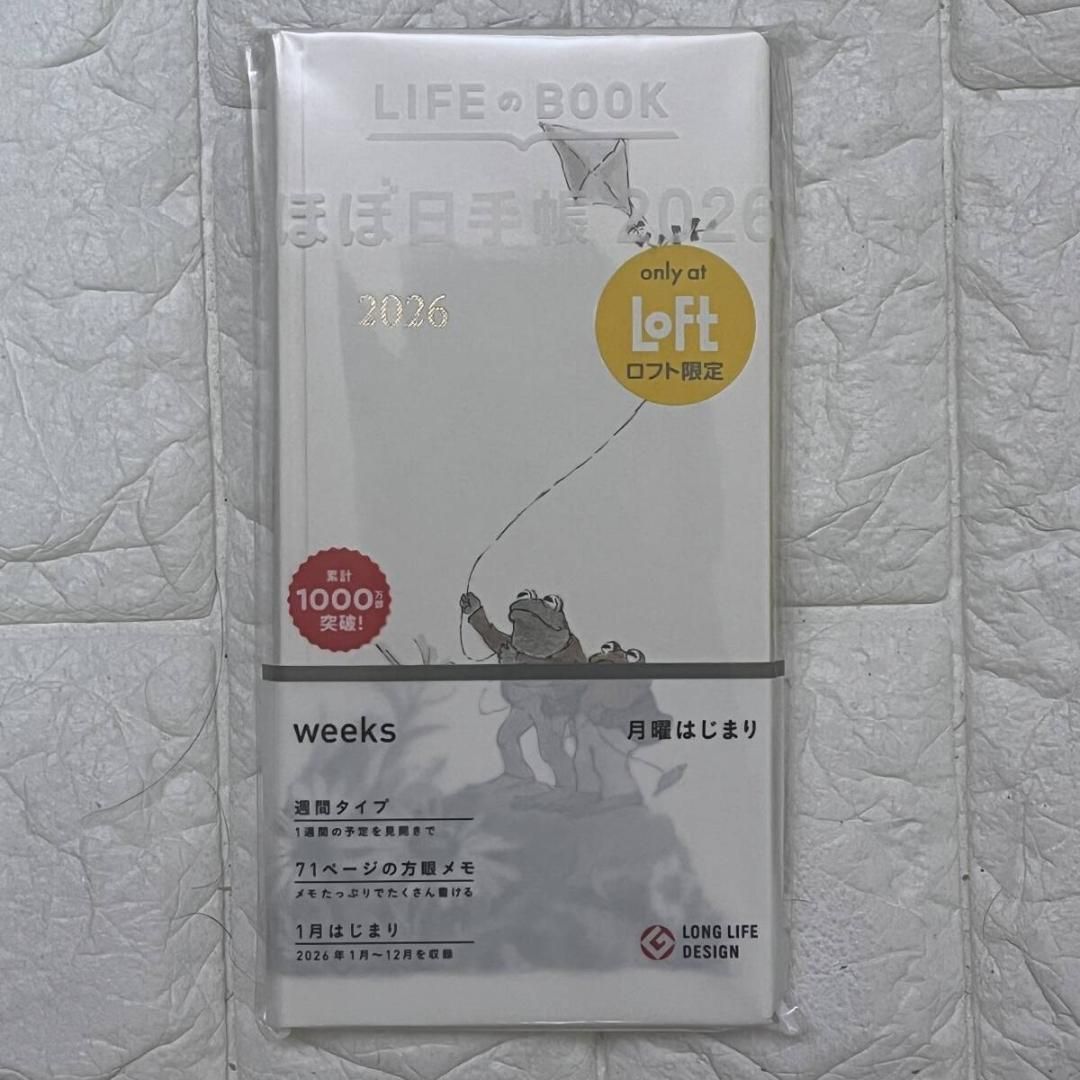 LIFEのBOOK
ほぼ日手帳 2026
only at
LOFT
ロフト限定
2026
累計
1000万部
突破!
weeks
月曜はじまり
週間タイプ
1週間の予定を見開きで
71ページの方眼メモ
メモたっぷりでたくさん書ける
1月はじまり
2026年1月〜12月を収録
LONG LIFE
DESIGN